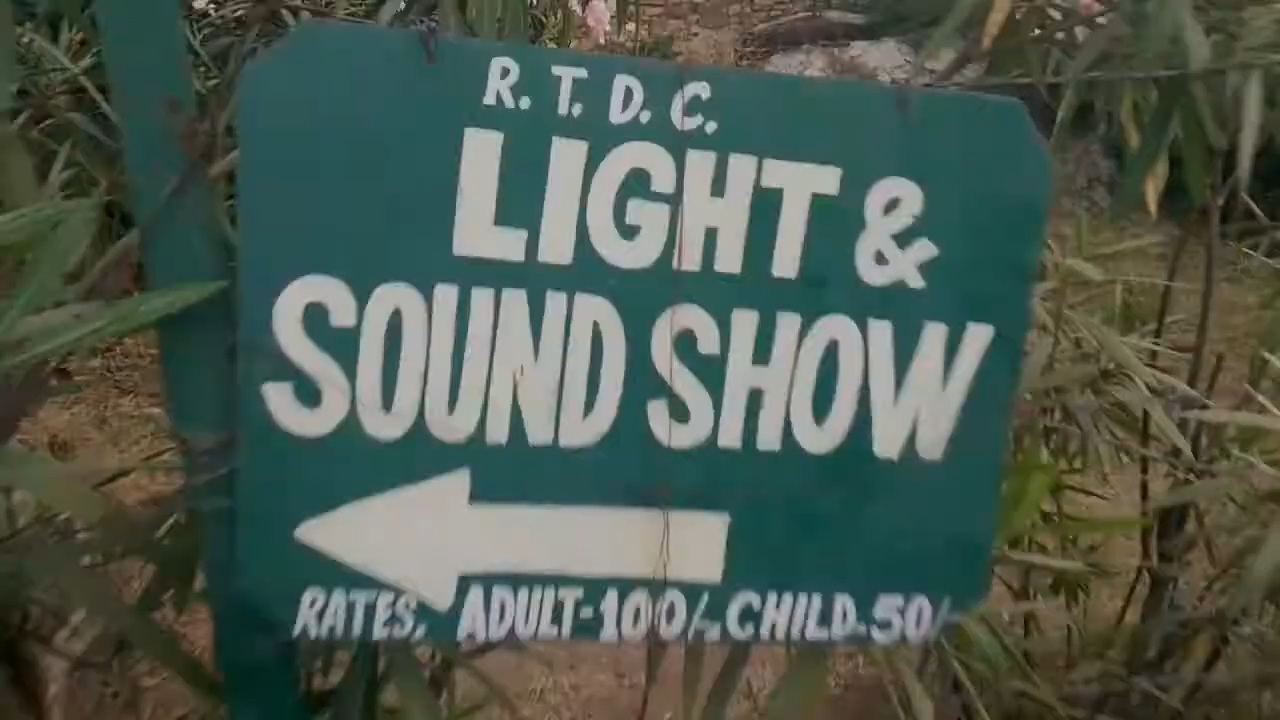 R. T. D. C.
LIGHT &
SOUND SHOW
RATES. ADULT-100/-, CHILD-50/-